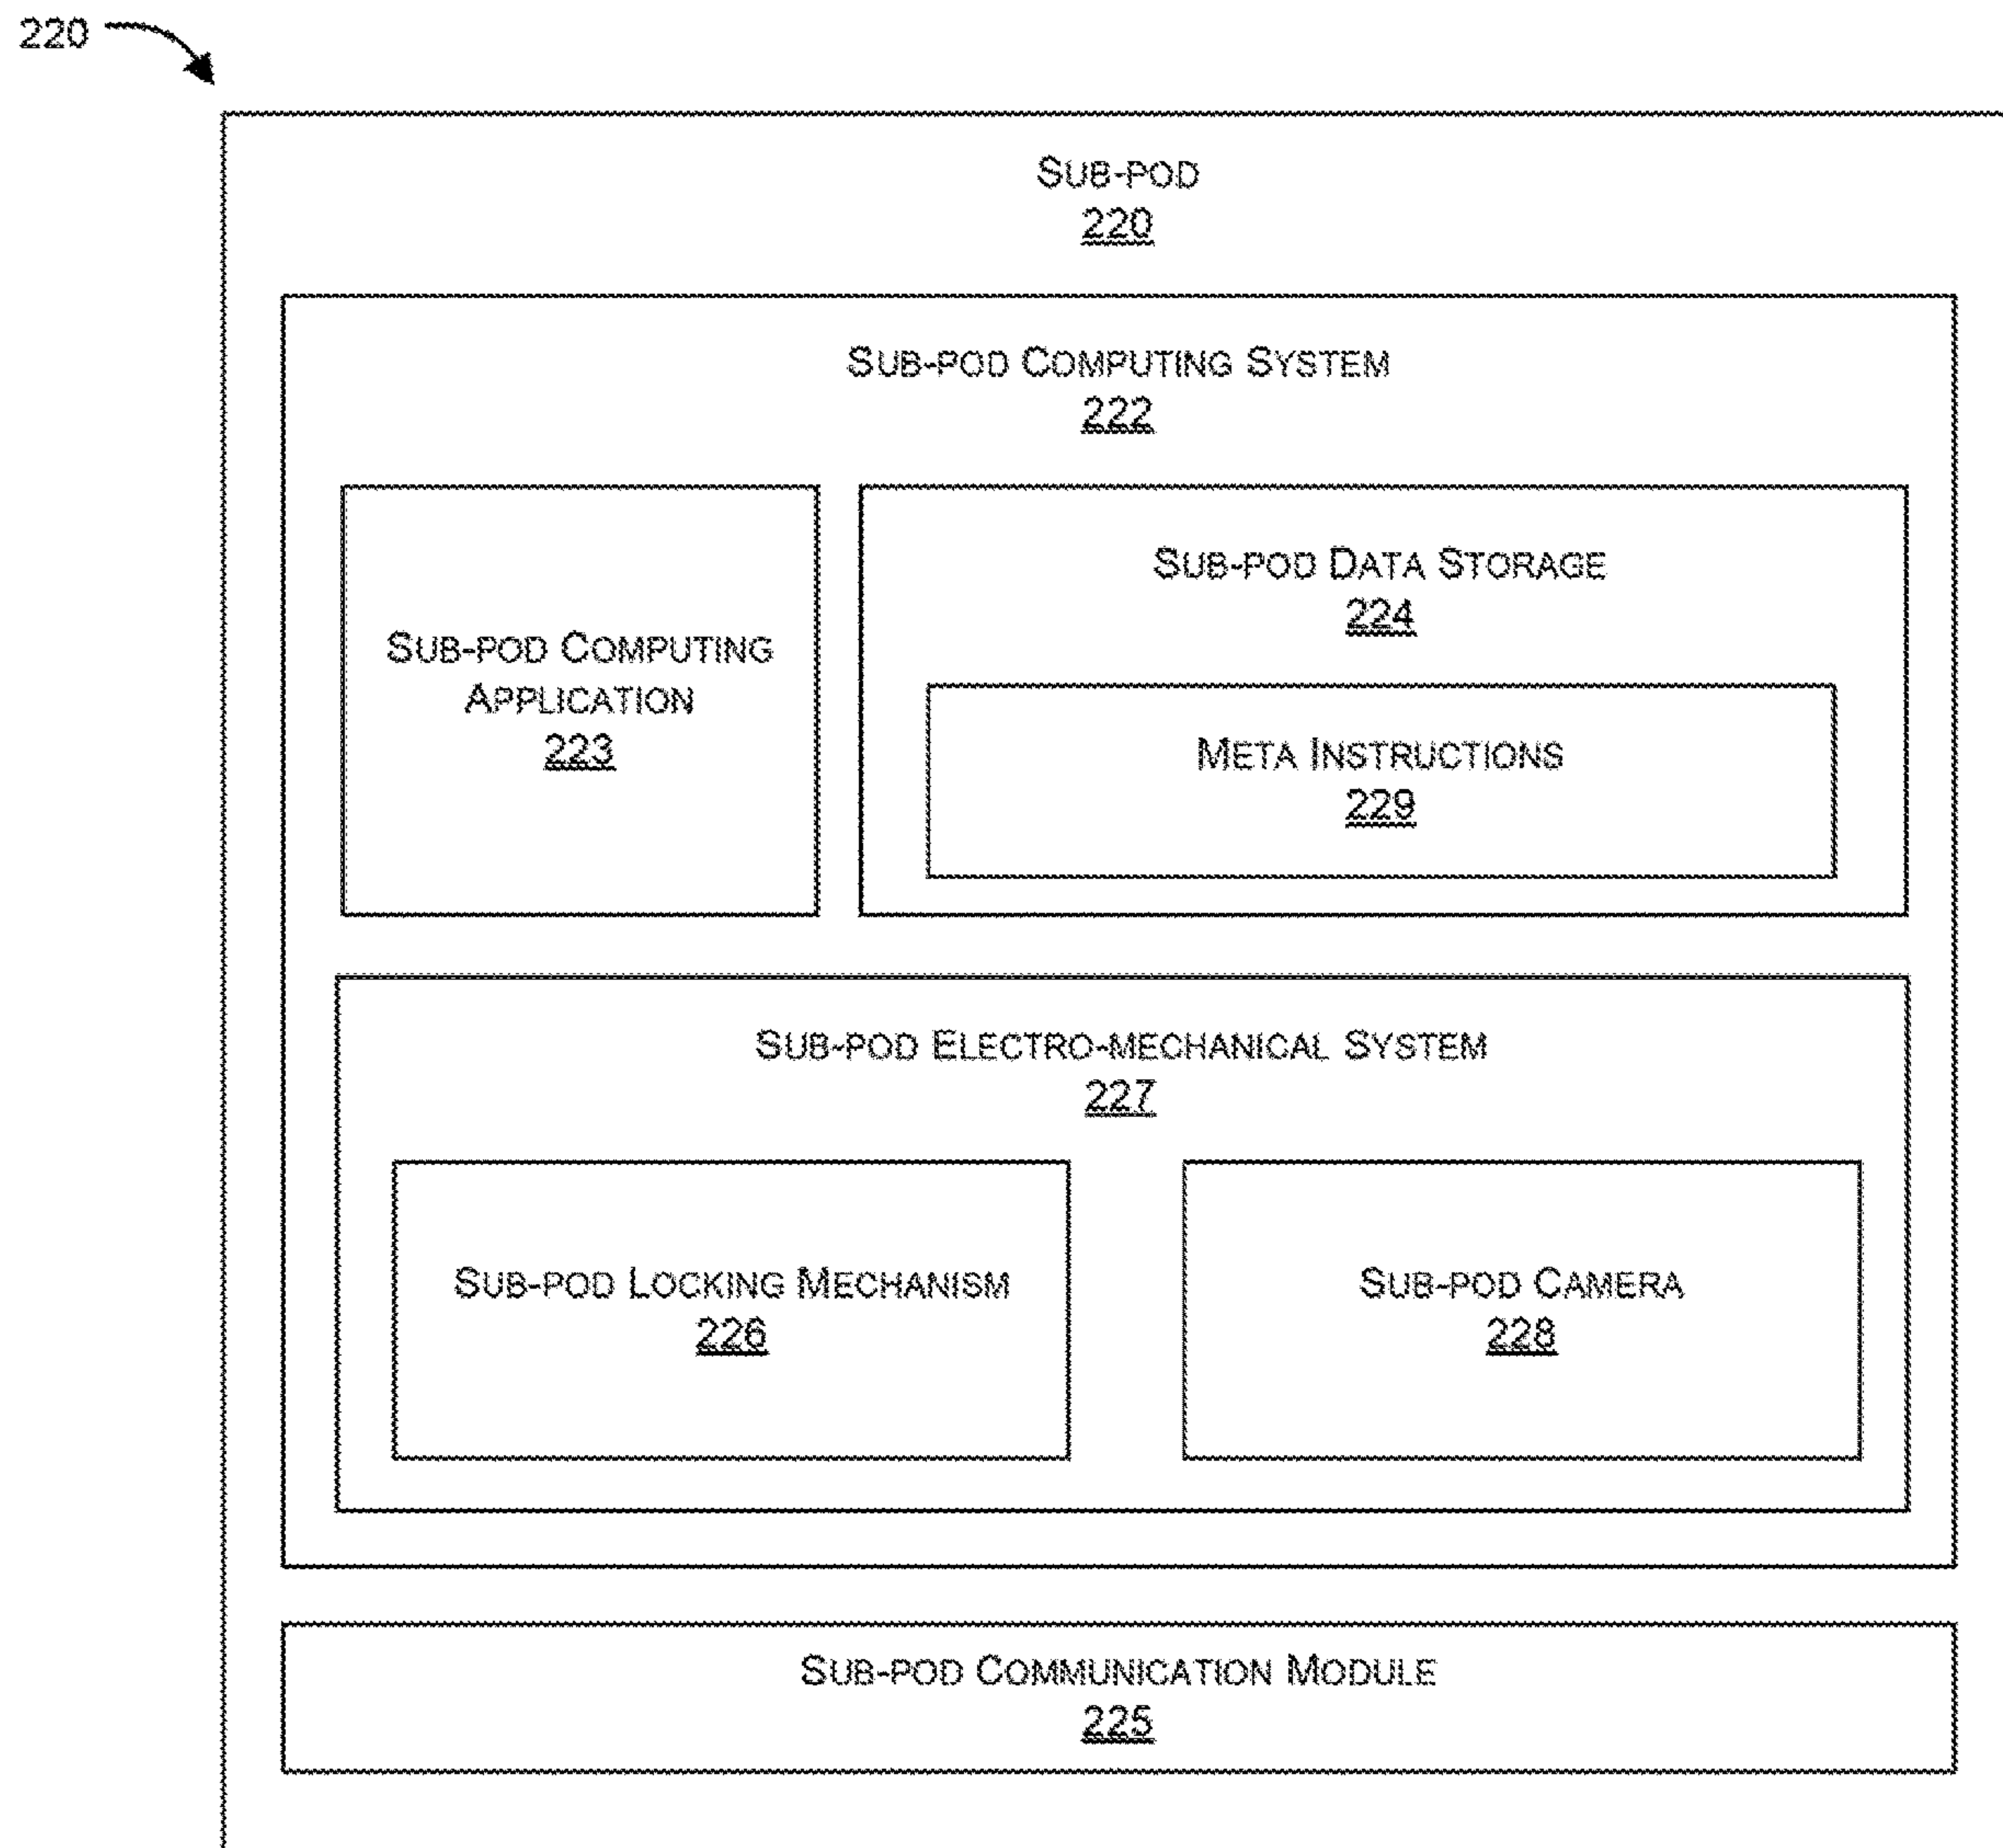 220
SUB-POD
220
SUB-POD COMPUTING SYSTEM
222
SUB-POD COMPUTING
APPLICATION
223
SUB-POD DATA STORAGE
224
META INSTRUCTIONS
229
SUB-POD ELECTRO-MECHANICAL SYSTEM
227
SUB-POD LOCKING MECHANISM
226
SUB-POD CAMERA
228
SUB-POD COMMUNICATION MODULE
225